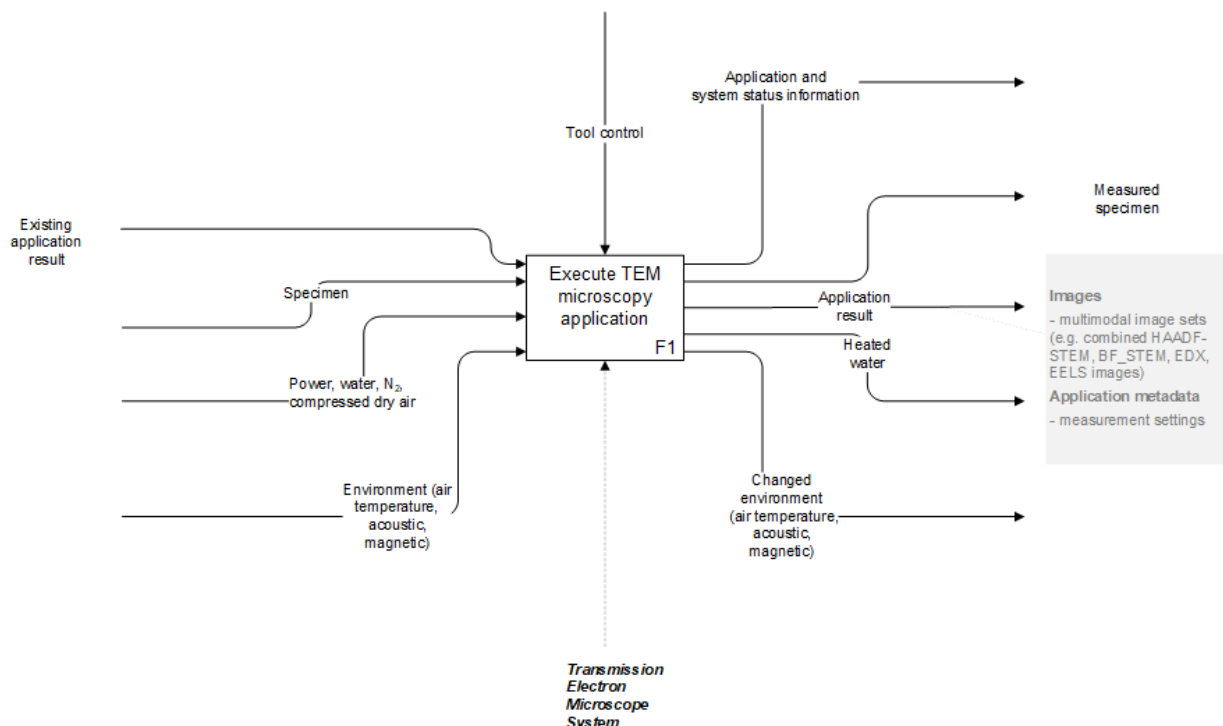 Application and
system status information
Tool control
Measured
specimen
Existing
application
result
Execute TEM
microscopy
application
F1
Specimen
Application
result
Images
- multimodal image sets
(e.g. combined HAADF-
STEM, BF_STEM, EDX,
EELS images)
Application metadata
- measurement settings
Heated
water
Power, water, N₂,
compressed dry air
Environment (air
temperature,
acoustic,
magnetic)
Changed
environment
(air temperature,
acoustic,
magnetic)
Transmission
Electron
Microscope
System